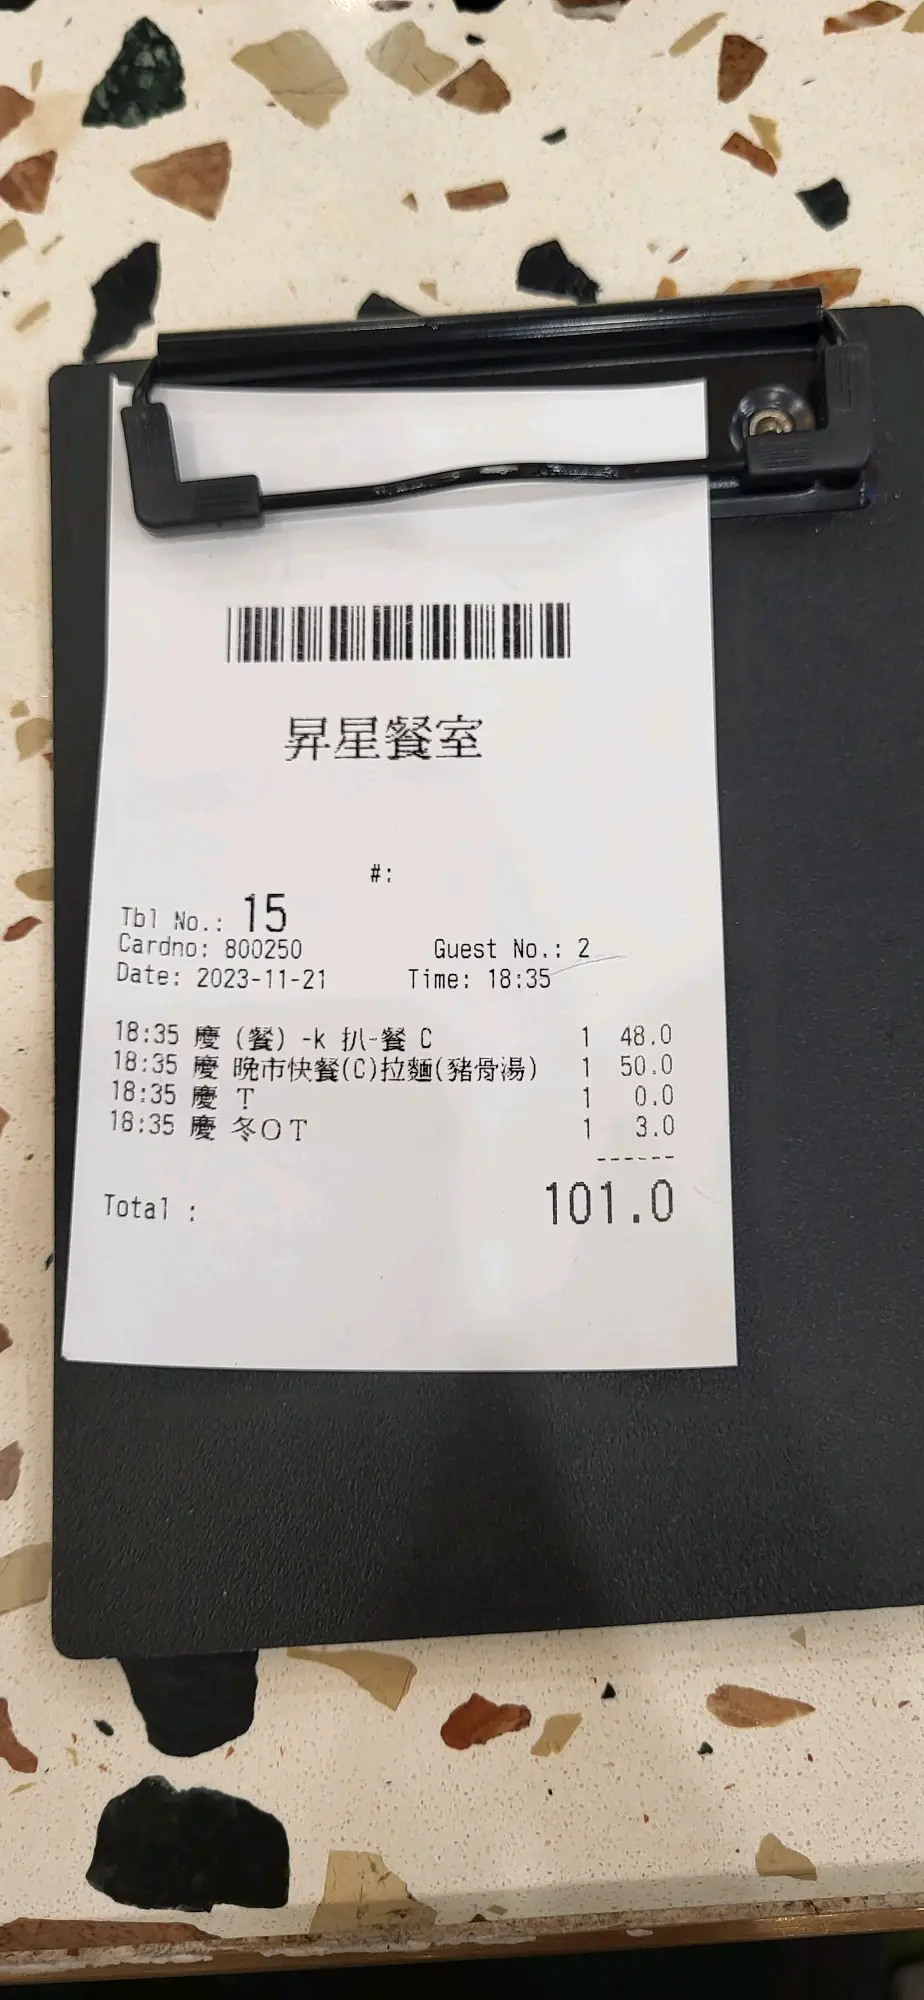 昇星餐室
#:
Tbl No.: 15
Cardno: 800250 Guest No.: 2
Date: 2023-11-21 Time: 18:35
18:35 慶 (餐) -k 扒-餐 C 1 48.0
18:35 慶 晚市快餐(C)拉麵(豬骨湯) 1 50.0
18:35 慶 T 1 0.0
18:35 慶 冬OT 1 3.0
------
Total : 101.0